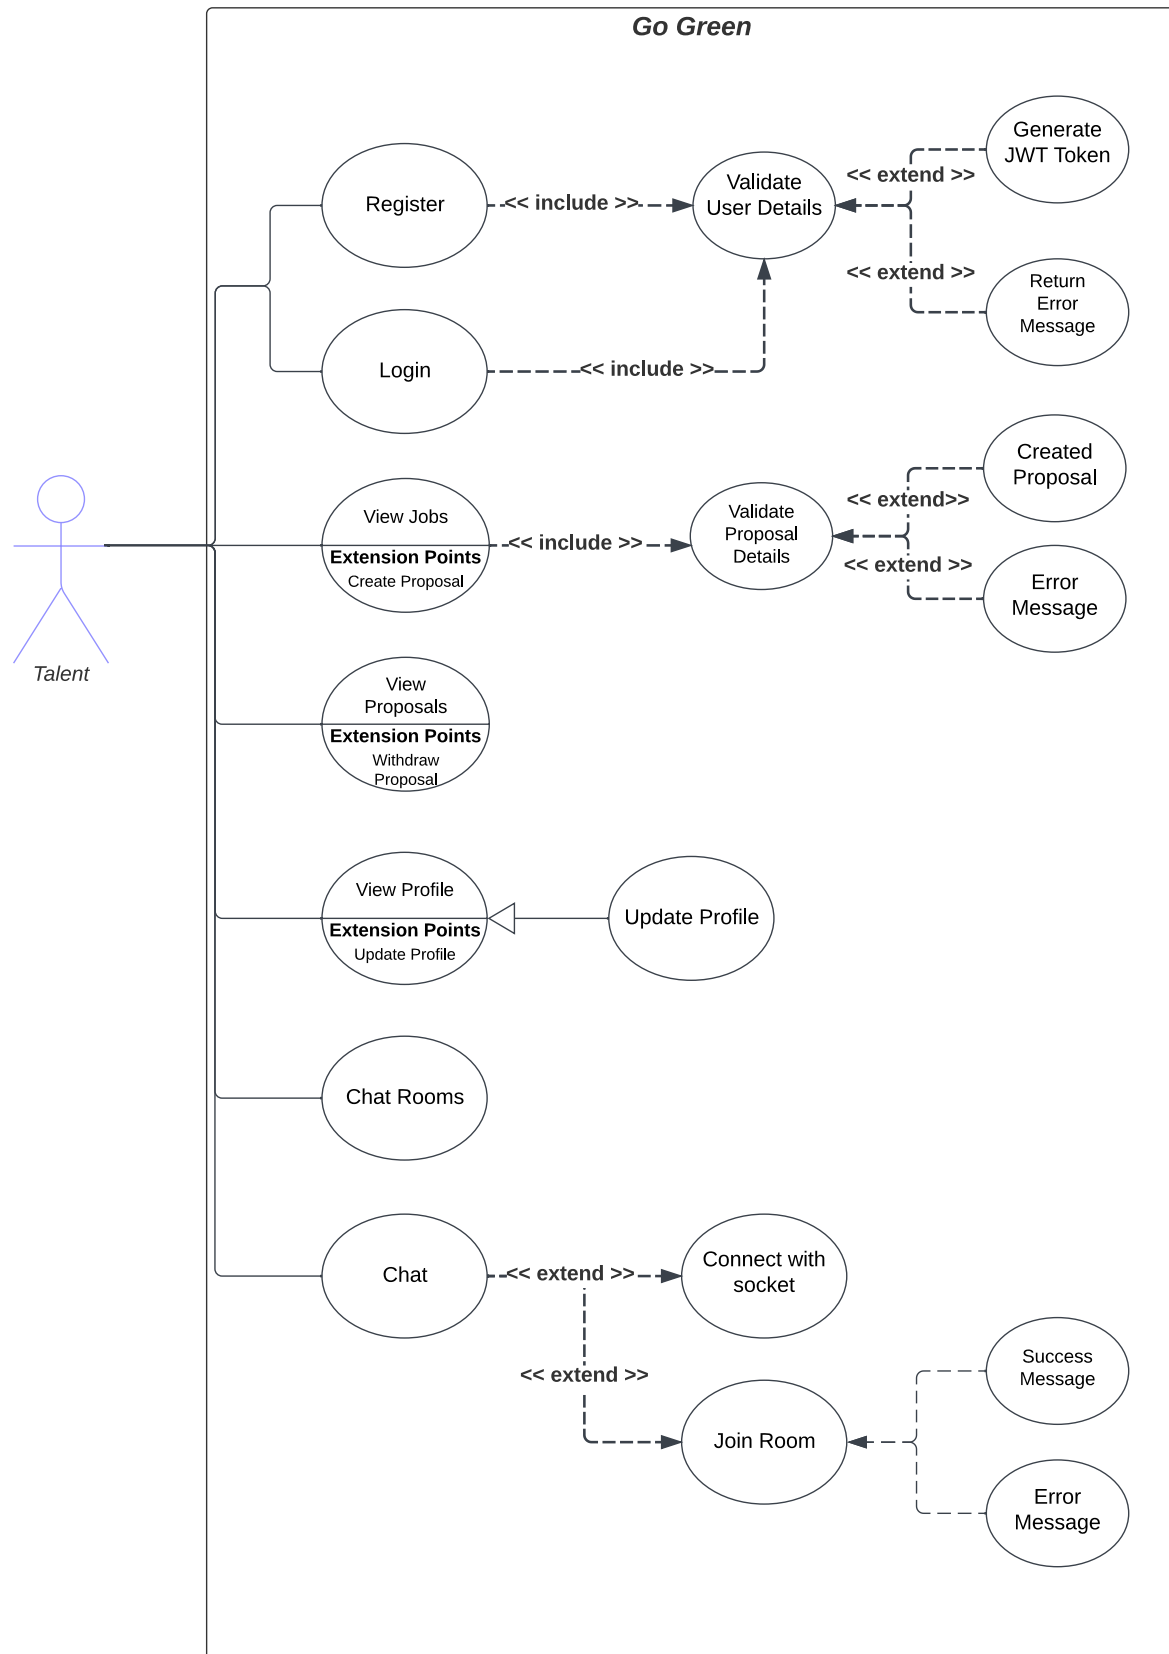 Go Green
Generate
JWT Token
Validate
User Details
<< extend >>
Register
<< include >>
<< extend >>
Return
Error
Message
Login
<< include >>
Created
Proposal
View Jobs
Extension Points
Create Proposal
<< include >>
Validate
Proposal
Details
<< extend>>
<< extend >>
Error
Message
Talent
View
Proposals
Extension Points
Withdraw
Proposal
View Profile
Extension Points
Update Profile
Update Profile
Chat Rooms
Chat
<< extend >>
Connect with
socket
<< extend >>
Success
Message
Join Room
Error
Message